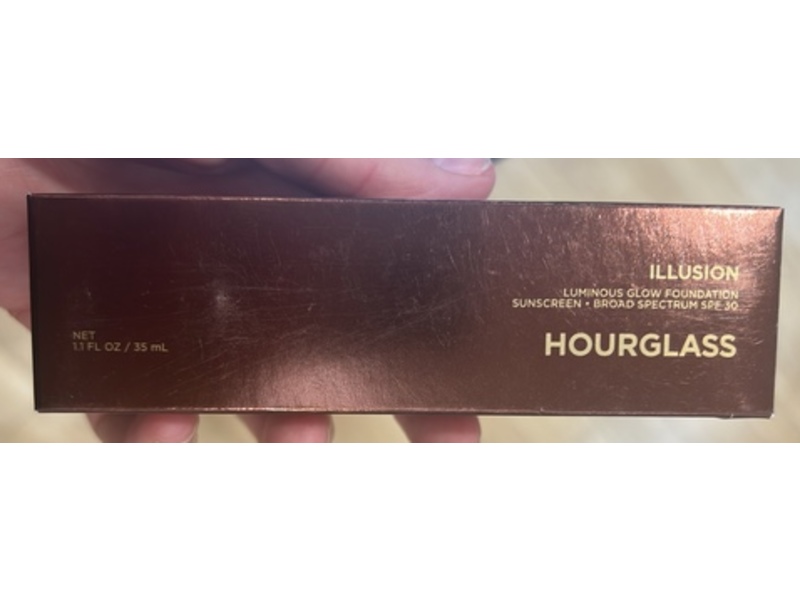 ILLUSION
LUMINOUS GLOW FOUNDATION
SUNSCREEN • BROAD SPECTRUM SPF 30
NET
1.1 FL OZ / 35 mL
HOURGLASS